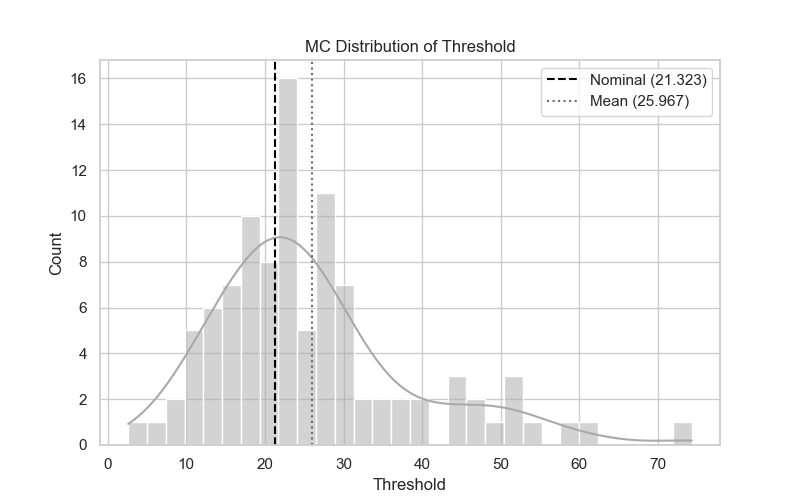 MC Distribution of Threshold
Nominal (21.323)
Mean (25.967)
16
14
12
10
8
6
4
2
0
Count
0 10 20 30 40 50 60 70
Threshold